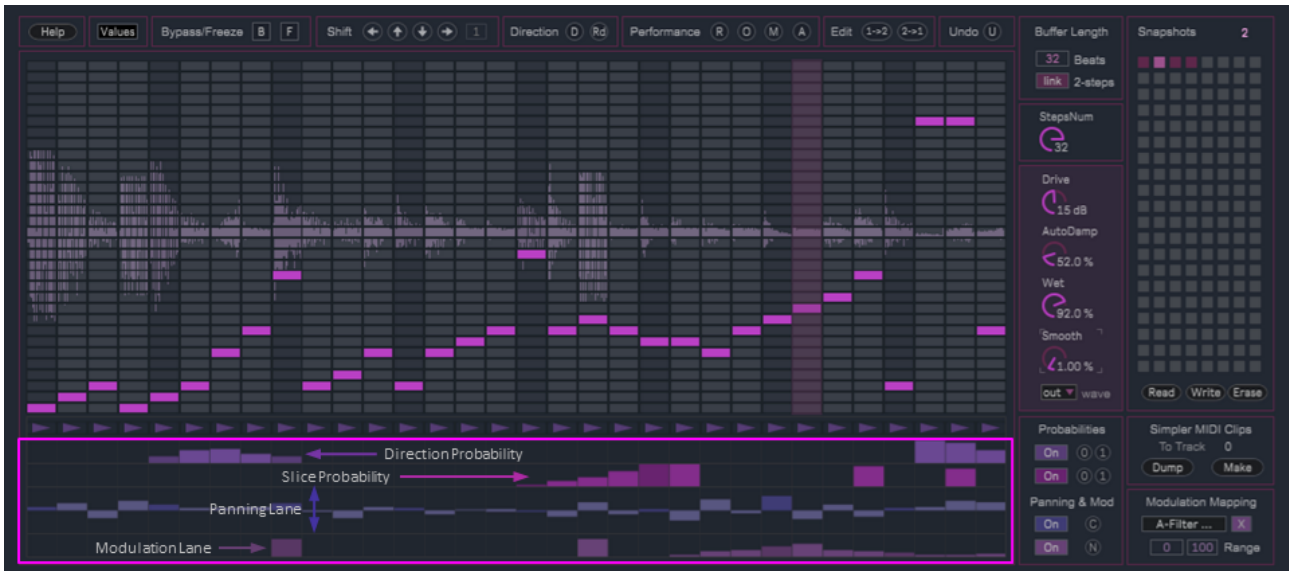 Help Values Bypass/Freeze B F Shift 1 Direction D Rd Performance R O M A Edit 1->2 2->1 Undo U
Buffer Length
32 Beats
link 2-steps
StepsNum
32
Drive
15 dB
AutoDamp
52.0 %
Wet
92.0 %
Smooth
1.00 %
out wave
Snapshots 2
Read Write Erase
Direction Probability
Slice Probability
Panning Lane
Modulation Lane
Probabilities
On 0 1
On 0 1
Panning & Mod
On C
On N
Simpler MIDI Clips
To Track 0
Dump Make
Modulation Mapping
A-Filter ... X
0 100 Range